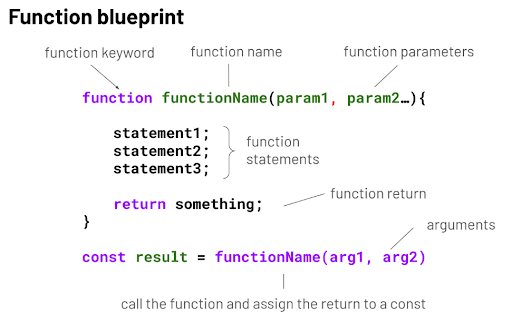 Function blueprint
function keyword
function name
function parameters
function functionName(param1, param2…){
statement1;
statement2;
statement3;
function
statements
return something;
function return
}
arguments
const result = functionName(arg1, arg2)
call the function and assign the return to a const